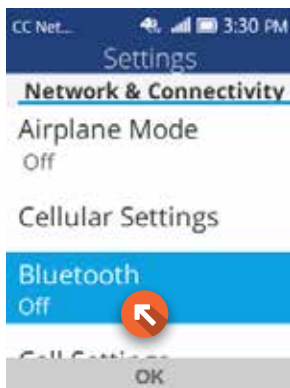 CC Net... 3:30 PM
Settings
Network & Connectivity
Airplane Mode
Off
Cellular Settings
Bluetooth
Off
OK